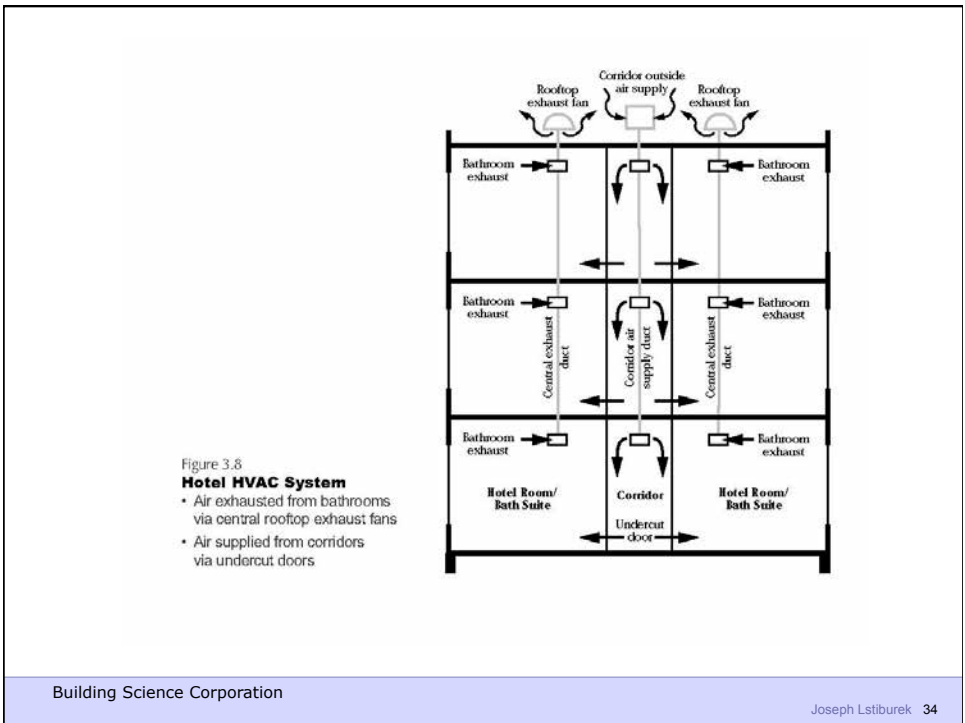 Rooftop
exhaust fan
Corridor outside
air supply
Rooftop
exhaust fan
Bathroom
exhaust
Bathroom
exhaust
Bathroom
exhaust
Bathroom
exhaust
Central exhaust
duct
Corridor air
supply duct
Central exhaust
duct
Bathroom
exhaust
Bathroom
exhaust
Hotel Room/
Bath Suite
Corridor
Hotel Room/
Bath Suite
Undercut
door
Figure 3.8
Hotel HVAC System
• Air exhausted from bathrooms
via central rooftop exhaust fans
• Air supplied from corridors
via undercut doors
Building Science Corporation
Joseph Lstiburek 34